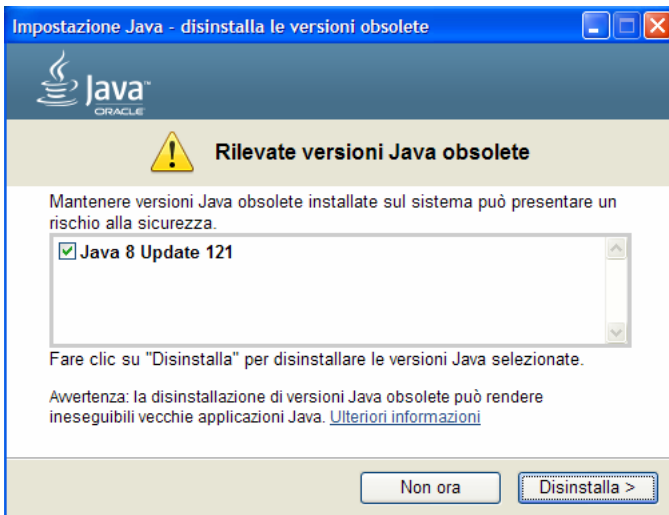 Impostazione Java - disinstalla le versioni obsolete
Java™
ORACLE
Rilevate versioni Java obsolete
Mantenere versioni Java obsolete installate sul sistema può presentare un
rischio alla sicurezza.
Java 8 Update 121
Fare clic su "Disinstalla" per disinstallare le versioni Java selezionate.
Avvertenza: la disinstallazione di versioni Java obsolete può rendere
ineseguibili vecchie applicazioni Java. Ulteriori informazioni
Non ora
Disinstalla >